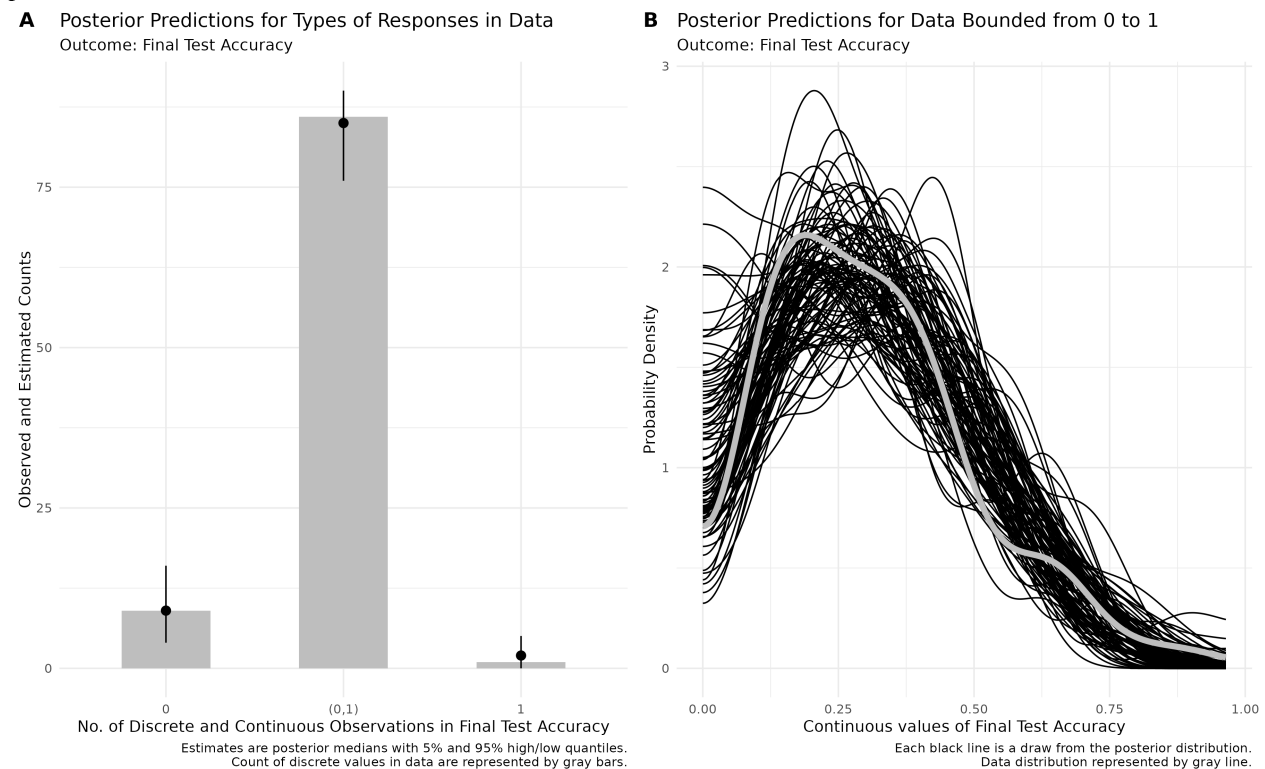 A Posterior Predictions for Types of Responses in Data
Outcome: Final Test Accuracy
Observed and Estimated Counts
75
50
25
0
0 (0,1) 1
No. of Discrete and Continuous Observations in Final Test Accuracy
Estimates are posterior medians with 5% and 95% high/low quantiles.
Count of discrete values in data are represented by gray bars.
B Posterior Predictions for Data Bounded from 0 to 1
Outcome: Final Test Accuracy
Probability Density
3
2
1
0
0.00 0.25 0.50 0.75 1.00
Continuous values of Final Test Accuracy
Each black line is a draw from the posterior distribution.
Data distribution represented by gray line.